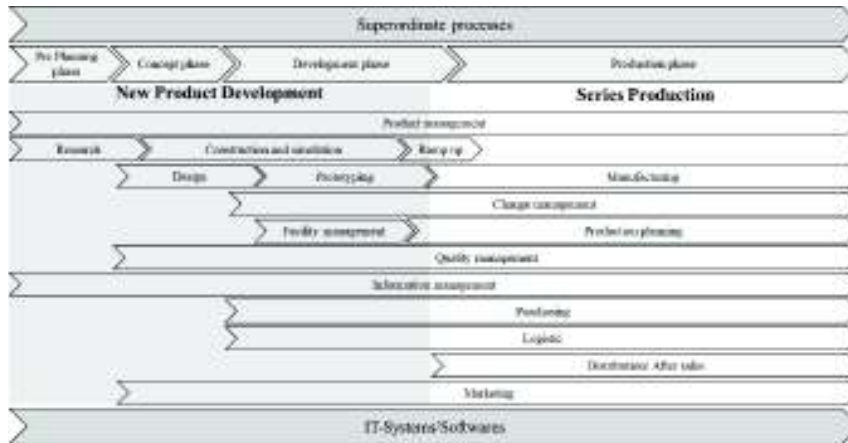 Superordinate processes
Pre Planning
phase
Concept phase
Development phase
Production phase
New Product Development
Series Production
Product management
Research
Construction and simulation
Ramp up
Design
Prototyping
Manufacturing
Change management
Facility management
Production planning
Quality management
Information management
Purchasing
Logistic
After sales
Marketing
IT-Systems/Softwares